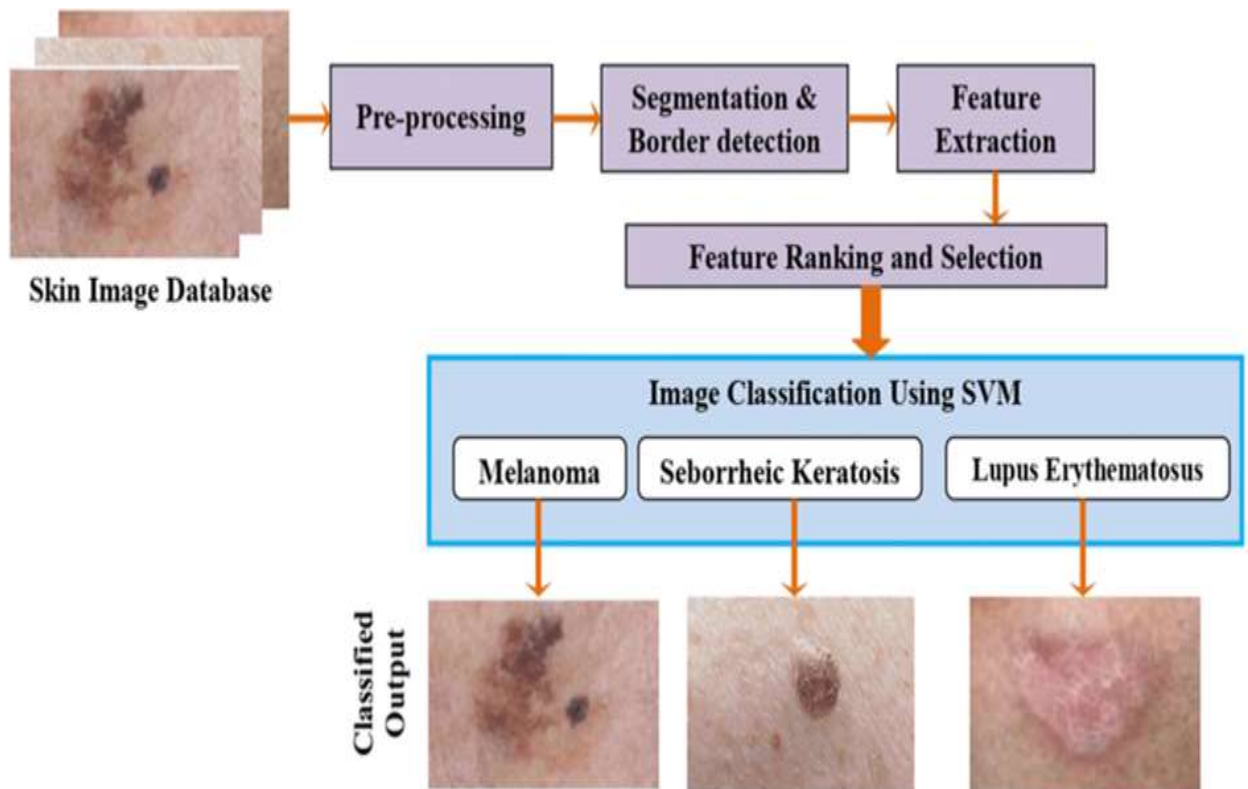 Pre-processing
Segmentation &
Border detection
Feature
Extraction
Skin Image Database
Feature Ranking and Selection
Image Classification Using SVM
Melanoma
Seborrheic Keratosis
Lupus Erythematosus
Classified
Output